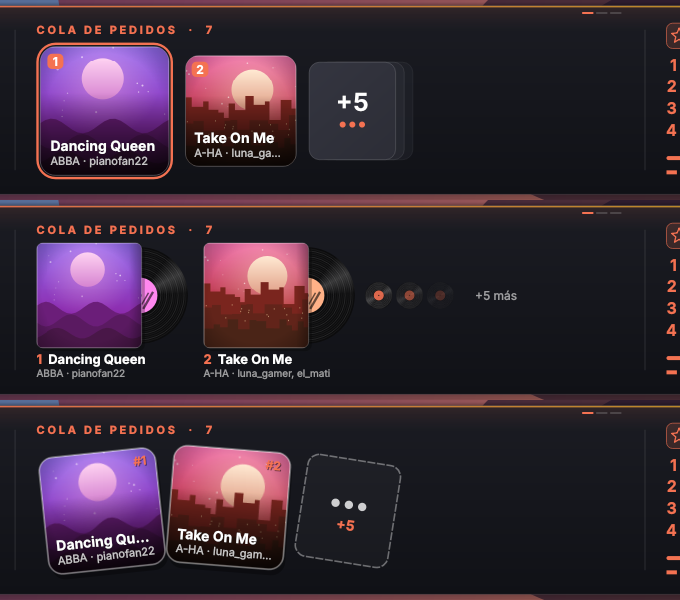 COLA DE PEDIDOS · 7
1
Dancing Queen
ABBA · pianofan22
2
Take On Me
A-HA · luna_ga...
+5
1
2
3
4
COLA DE PEDIDOS · 7
1 Dancing Queen
ABBA · pianofan22
2 Take On Me
A-HA · luna_gamer, el_mati
+5 más
1
2
3
4
COLA DE PEDIDOS · 7
#1
Dancing Qu...
ABBA · pianofan22
#2
Take On Me
A-HA · luna_gam...
+5
1
2
3
4